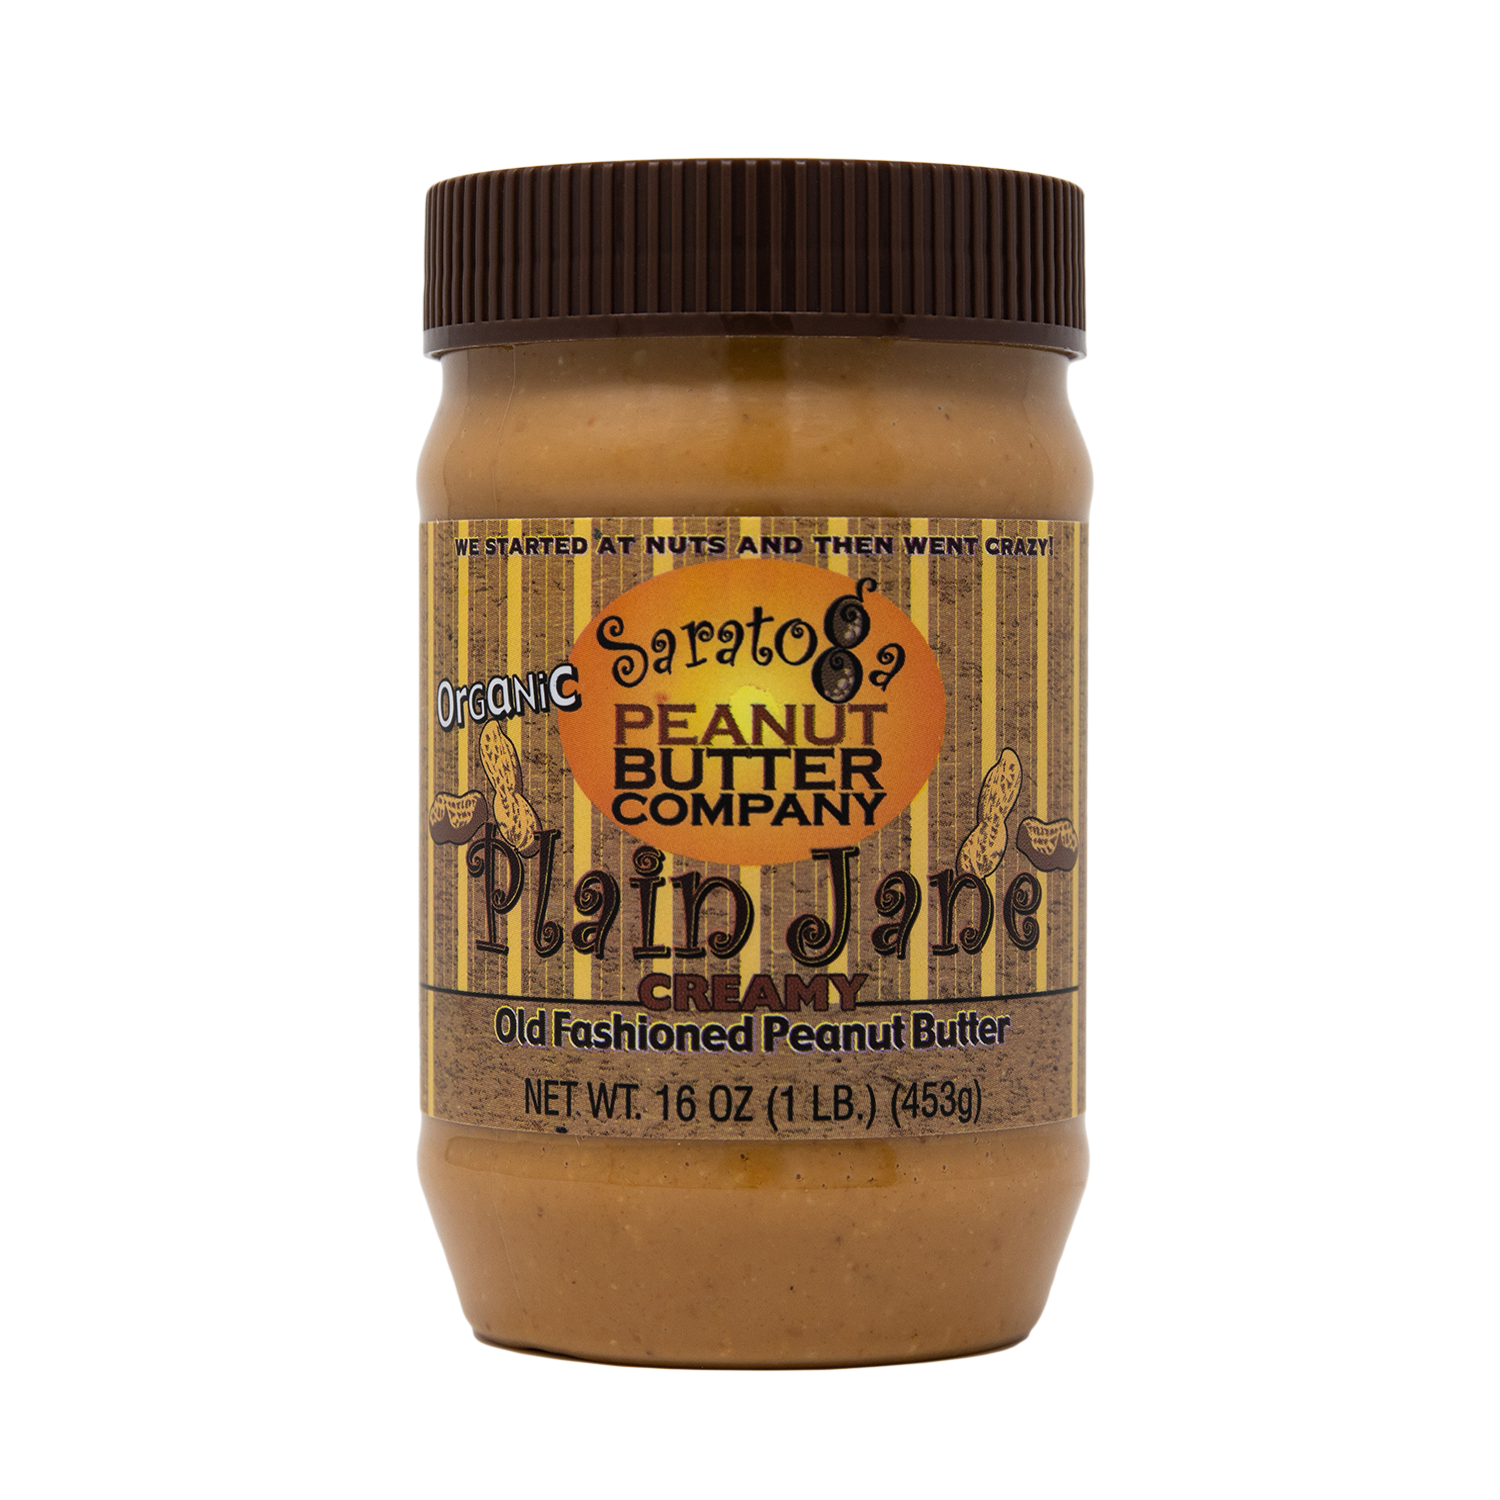 WE STARTED AT NUTS AND THEN WENT CRAZY!
Saratoga
PEANUT
BUTTER
COMPANY
OrGaNiC
Plain Jane
CREAMY
Old Fashioned Peanut Butter
NET. WT. 16 OZ (1 LB.) (453g)